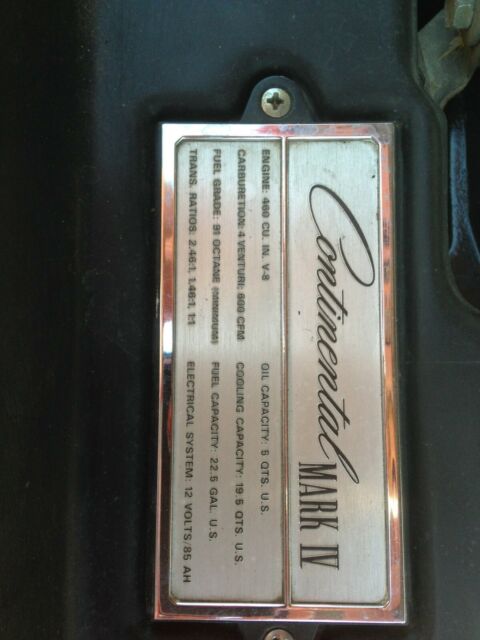 Continental MARK IV
ENGINE: 460 CU. IN. V-8 OIL CAPACITY: 5 QTS. U.S.
CARBURETION: 4 VENTURI: 600 CFM COOLING CAPACITY: 19.5 QTS. U.S.
FUEL GRADE: 91 OCTANE (MINIMUM) FUEL CAPACITY: 22.5 GAL. U.S.
TRANS. RATIOS: 2.46:1, 1.46:1, 1:1 ELECTRICAL SYSTEM: 12 VOLTS/85 AH